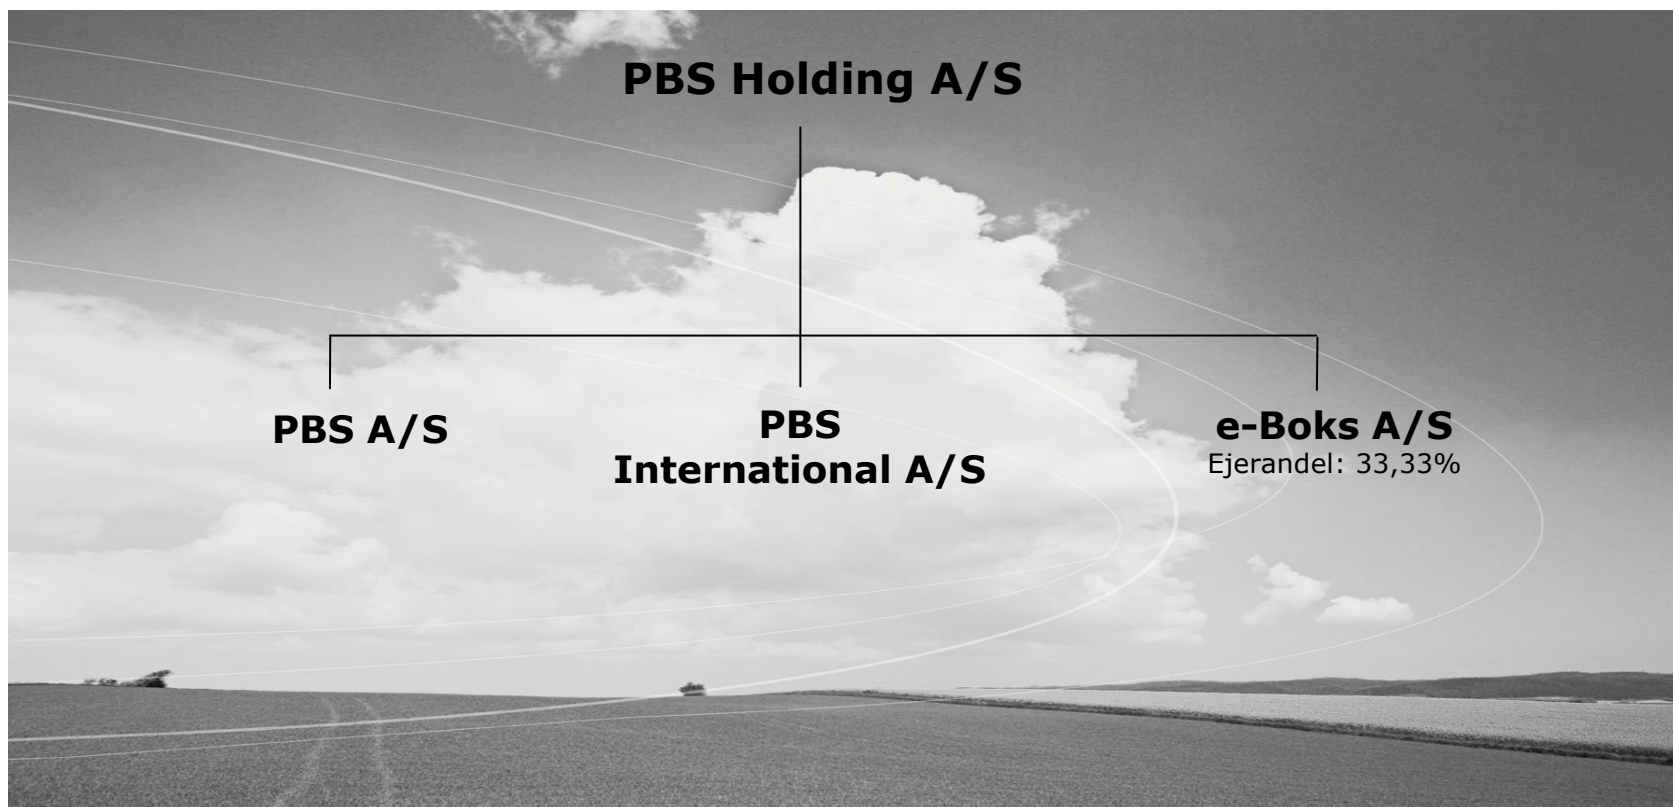 PBS Holding A/S
PBS A/S
PBS
International A/S
e-Boks A/S
Ejerandel: 33,33%